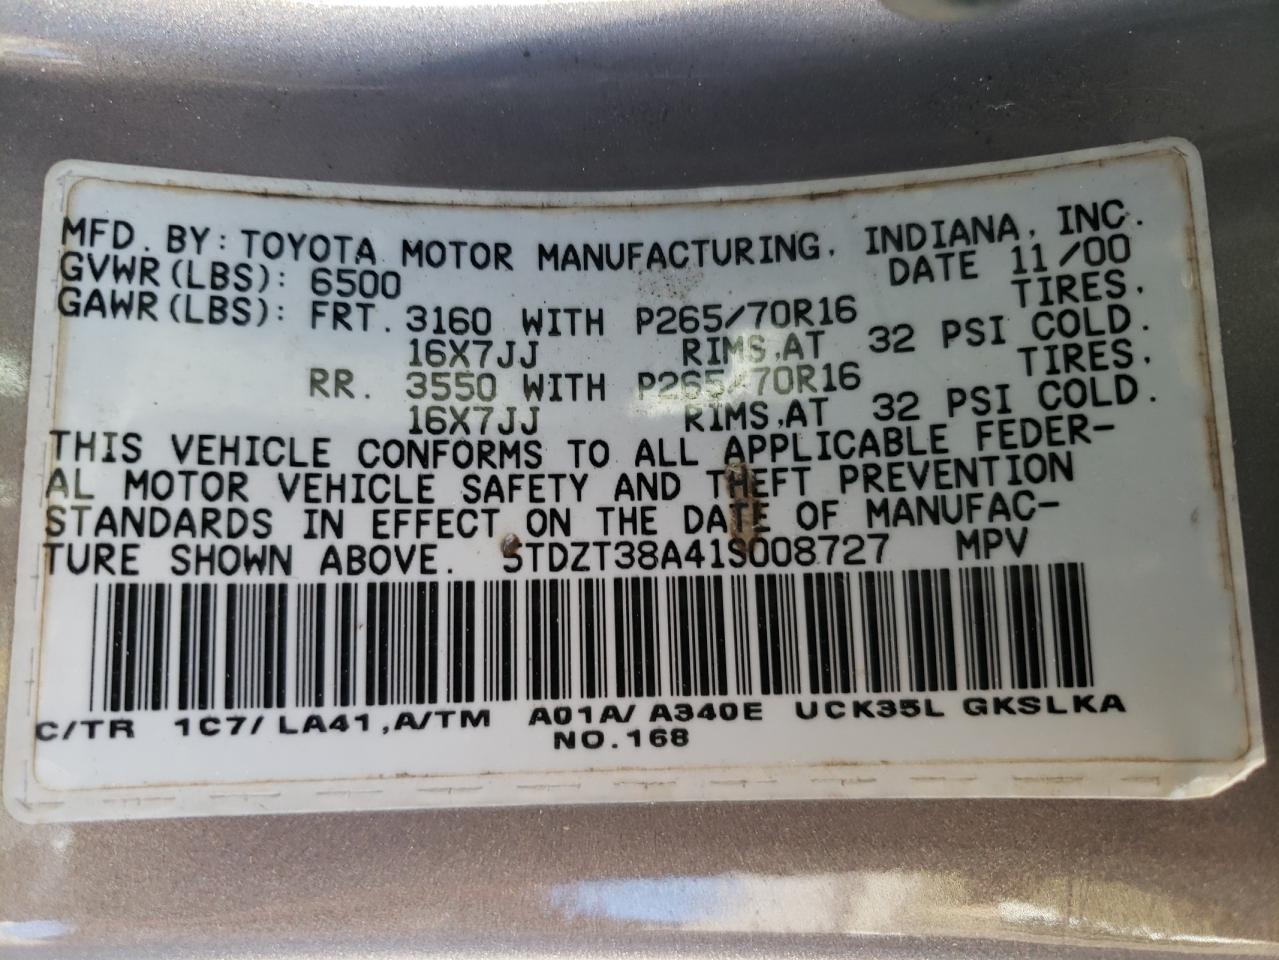 MFD. BY: TOYOTA MOTOR MANUFACTURING, INDIANA, INC.
GVWR(LBS): 6500 DATE 11/00
GAWR(LBS): FRT. 3160 WITH P265/70R16 TIRES.
16X7JJ RIMS,AT 32 PSI COLD.
RR. 3550 WITH P265/70R16 TIRES.
16X7JJ RIMS,AT 32 PSI COLD.
THIS VEHICLE CONFORMS TO ALL APPLICABLE FEDER-
AL MOTOR VEHICLE SAFETY AND THEFT PREVENTION
STANDARDS IN EFFECT ON THE DATE OF MANUFAC-
TURE SHOWN ABOVE. 5TDZT38A41S008727 MPV
C/TR 1C7/LA41,A/TM A01A/A340E UCK35L GKSLKA
NO.168